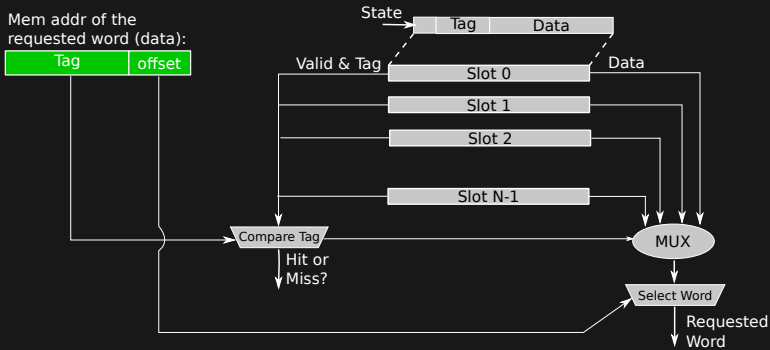 Mem addr of the
requested word (data):
Tag
offset
State
Tag
Data
Valid & Tag
Slot 0
Data
Slot 1
Slot 2
Slot N-1
Compare Tag
MUX
Hit or
Miss?
Select Word
Requested
Word